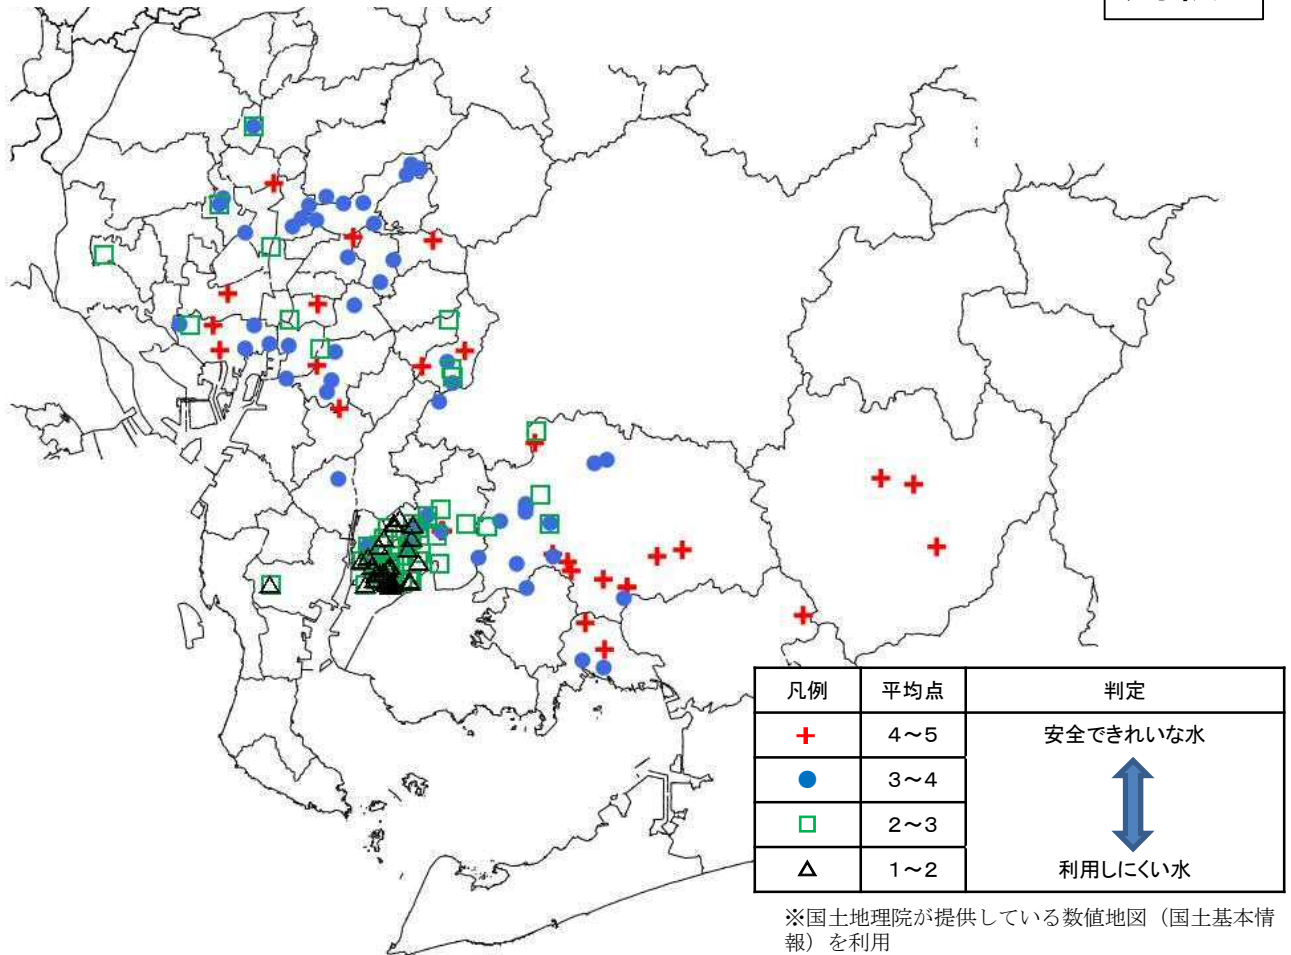 凡例 平均点 判定
4～5 安全できれいな水
3～4
2～3
1～2 利用しにくい水
※国土地理院が提供している数値地図（国土基本情
報）を利用